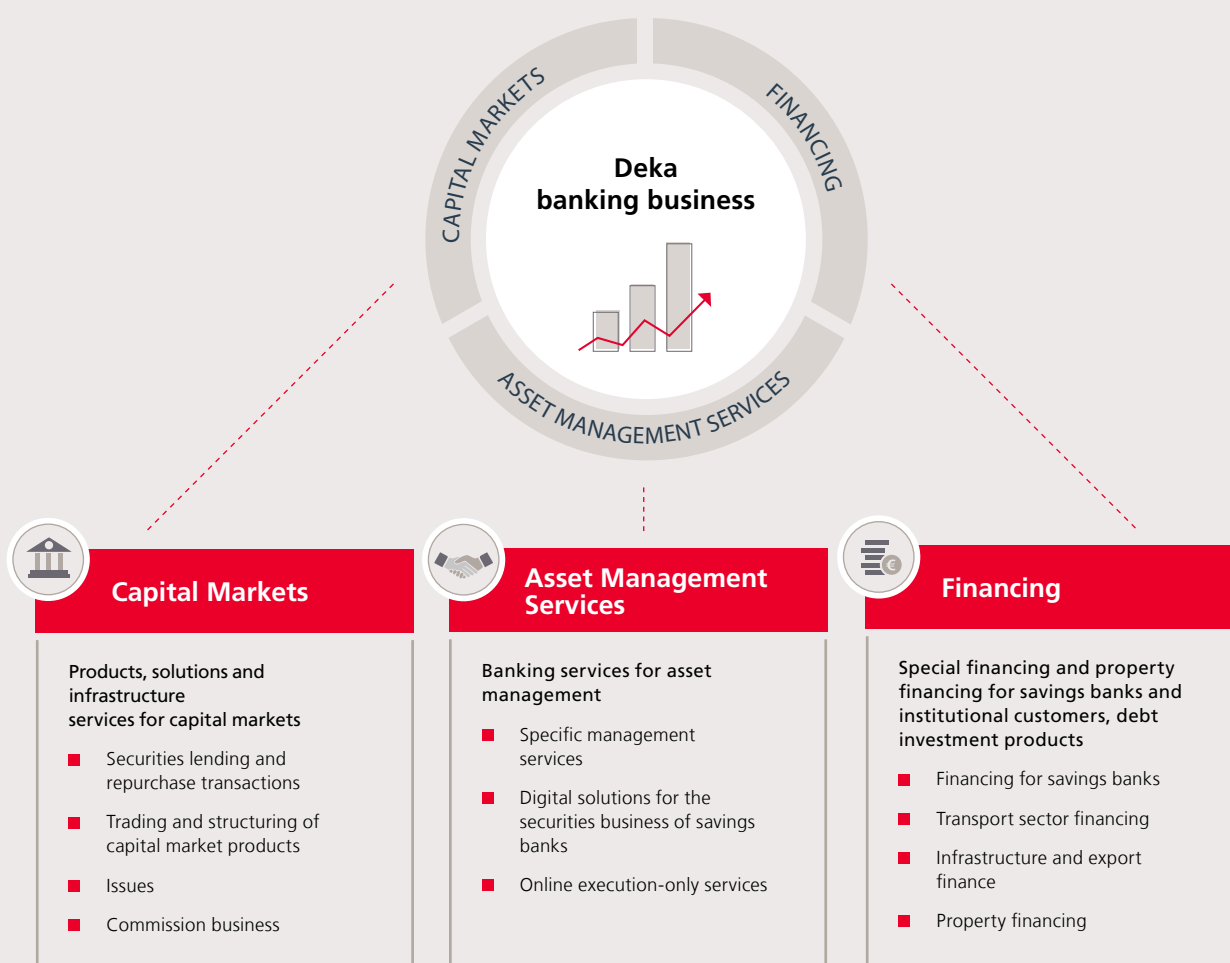 CAPITAL MARKETS
FINANCING
Deka
banking business
ASSET MANAGEMENT SERVICES
Capital Markets
Products, solutions and
infrastructure
services for capital markets
Securities lending and
repurchase transactions
Trading and structuring of
capital market products
Issues
Commission business
Asset Management
Services
Banking services for asset
management
Specific management
services
Digital solutions for the
securities business of savings
banks
Online execution-only services
€
Financing
Special financing and property
financing for savings banks and
institutional customers, debt
investment products
Financing for savings banks
Transport sector financing
Infrastructure and export
finance
Property financing